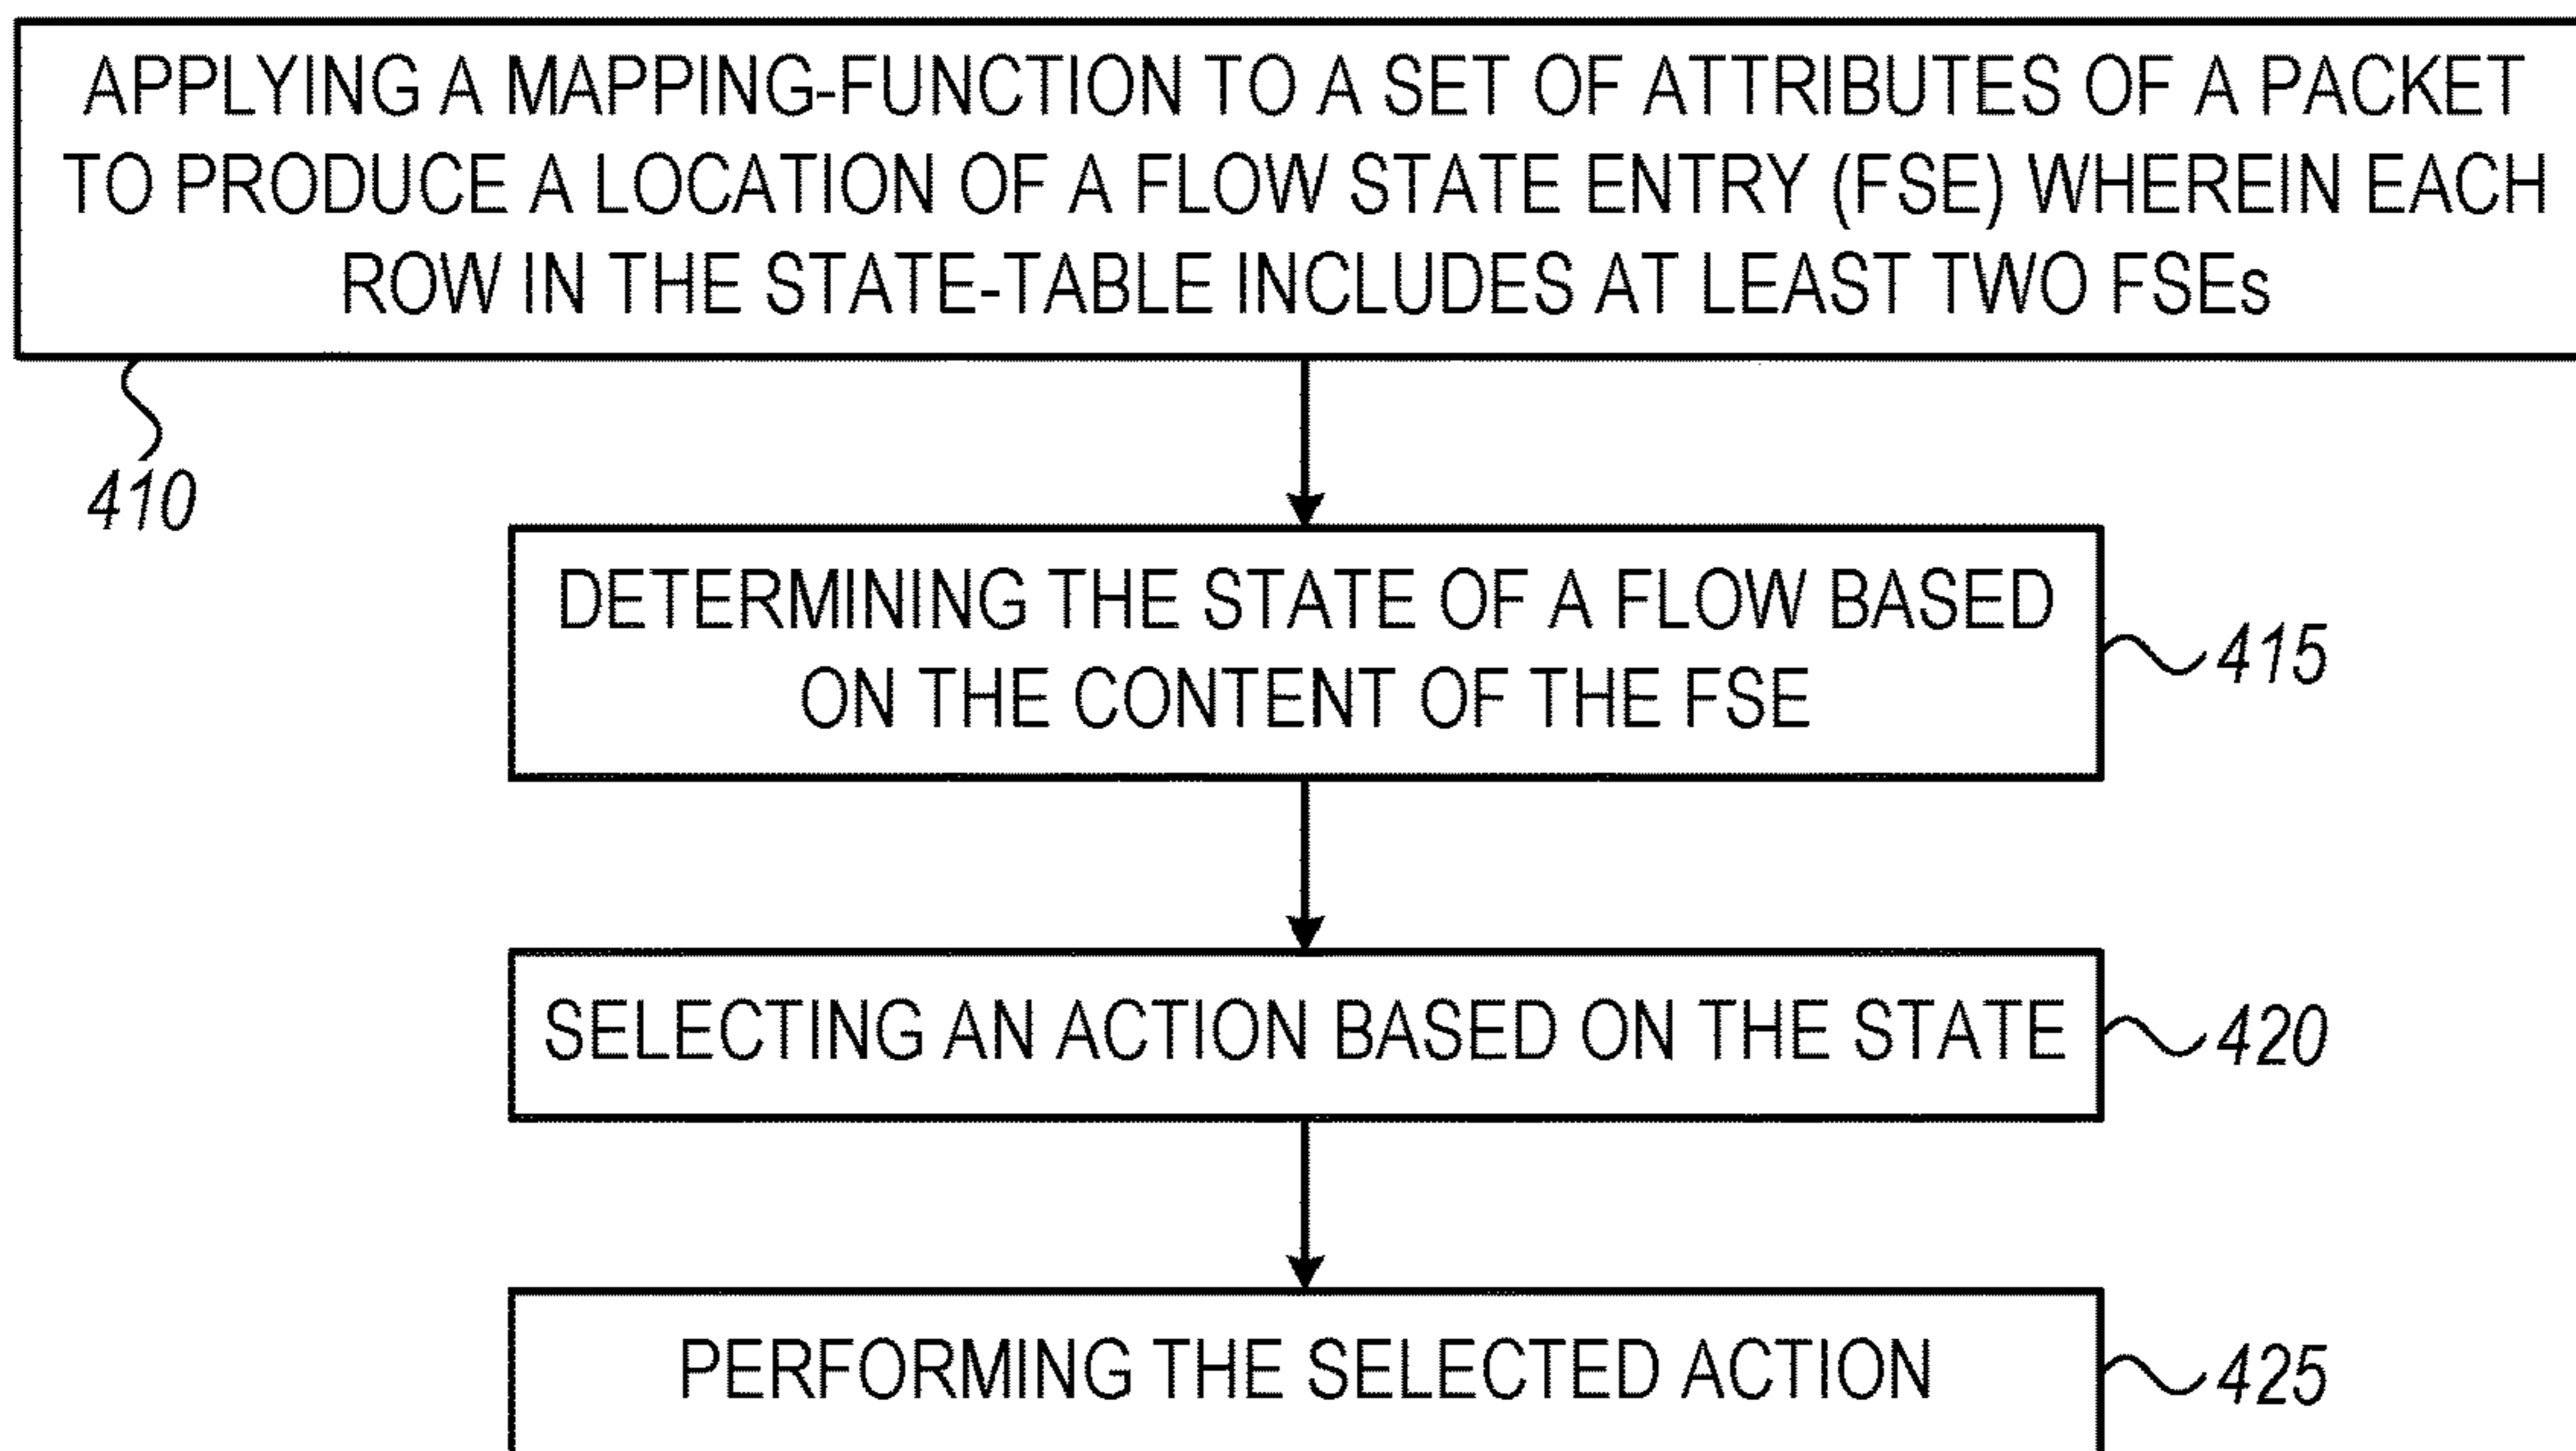 APPLYING A MAPPING-FUNCTION TO A SET OF ATTRIBUTES OF A PACKET
TO PRODUCE A LOCATION OF A FLOW STATE ENTRY (FSE) WHEREIN EACH
ROW IN THE STATE-TABLE INCLUDES AT LEAST TWO FSEs
410
DETERMINING THE STATE OF A FLOW BASED
ON THE CONTENT OF THE FSE
415
SELECTING AN ACTION BASED ON THE STATE
420
PERFORMING THE SELECTED ACTION
425